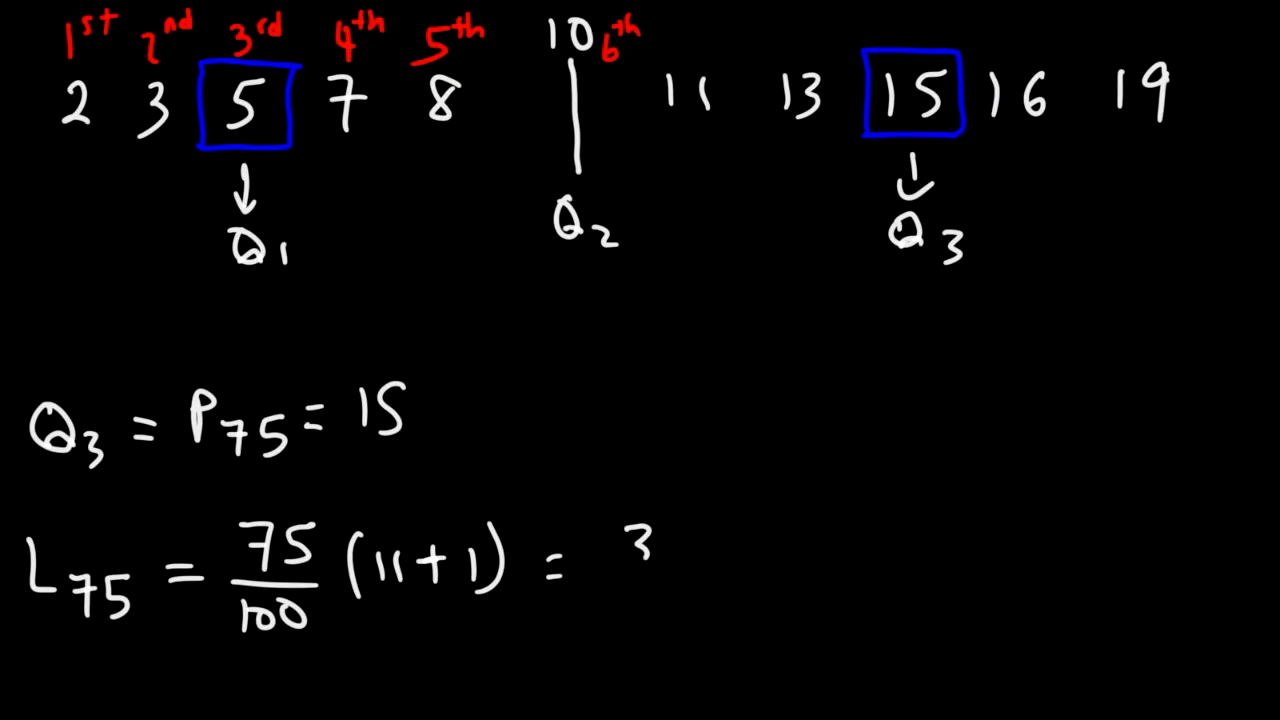 1st 2nd 3rd 4th 5th 10 6th
2 3 5 7 8 11 13 15 16 19
Q1 Q2 Q3
Q3 = P75 = 15
L75 = 75/100 (11+1) = 3